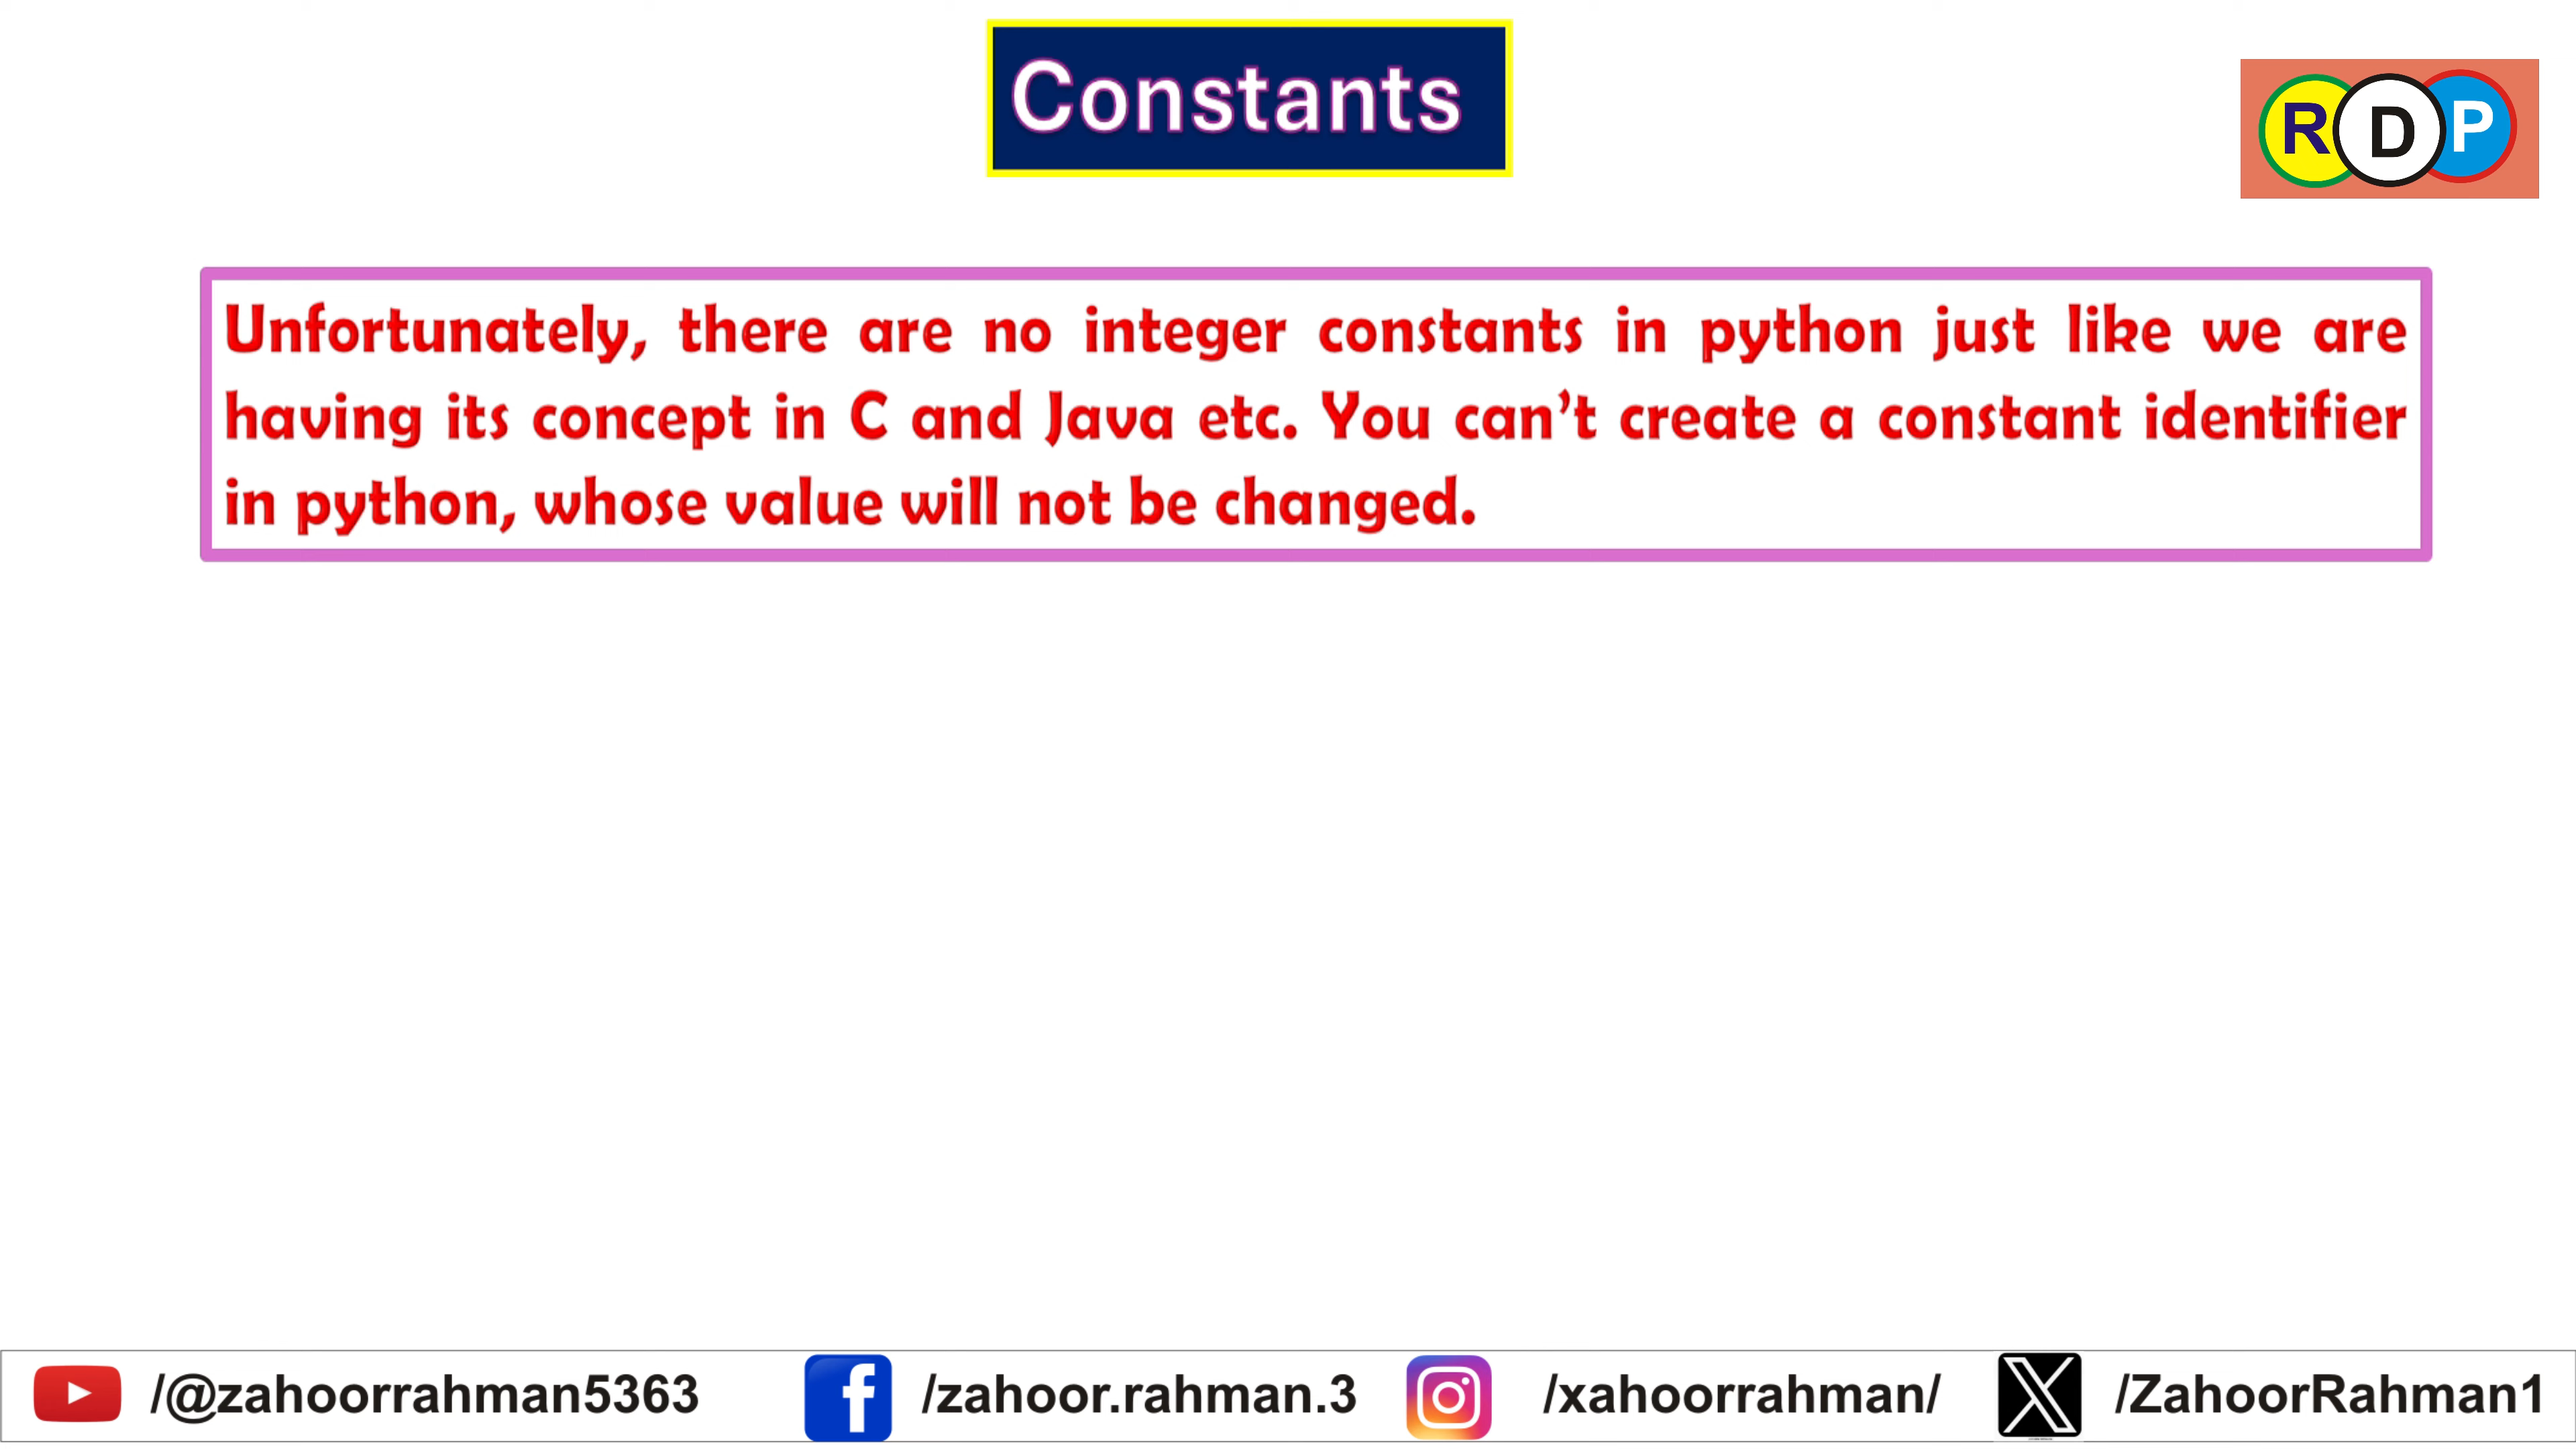 Constants
R D P
Unfortunately, there are no integer constants in python just like we are
having its concept in C and Java etc. You can’t create a constant identifier
in python, whose value will not be changed.
/@zahoorrahman5363 /zahoor.rahman.3 /xahoorrahman/ /ZahoorRahman1